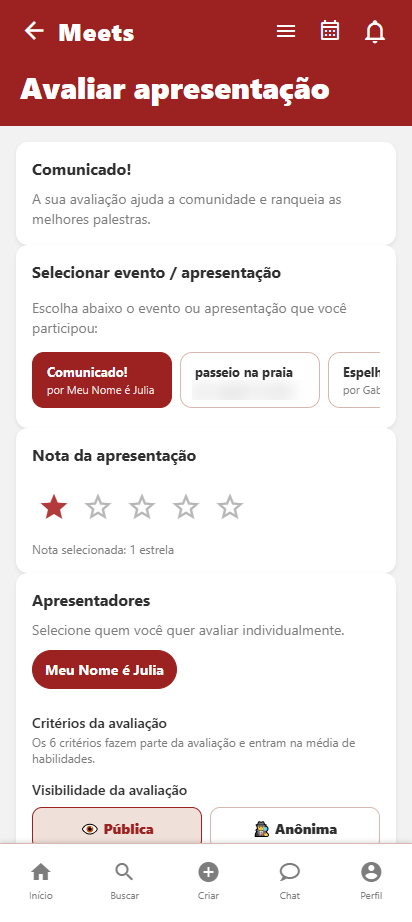 Meets
Avaliar apresentação
Comunicado!
A sua avaliação ajuda a comunidade e ranqueia as
melhores palestras.
Selecionar evento / apresentação
Escolha abaixo o evento ou apresentação que você
participou:
Comunicado!
por Meu Nome é Julia
passeio na praia
Espelh
por Gab
Nota da apresentação
Nota selecionada: 1 estrela
Apresentadores
Selecione quem você quer avaliar individualmente.
Meu Nome é Julia
Critérios da avaliação
Os 6 critérios fazem parte da avaliação e entram na média de
habilidades.
Visibilidade da avaliação
Pública
Anônima
Início
Buscar
Criar
Chat
Perfil